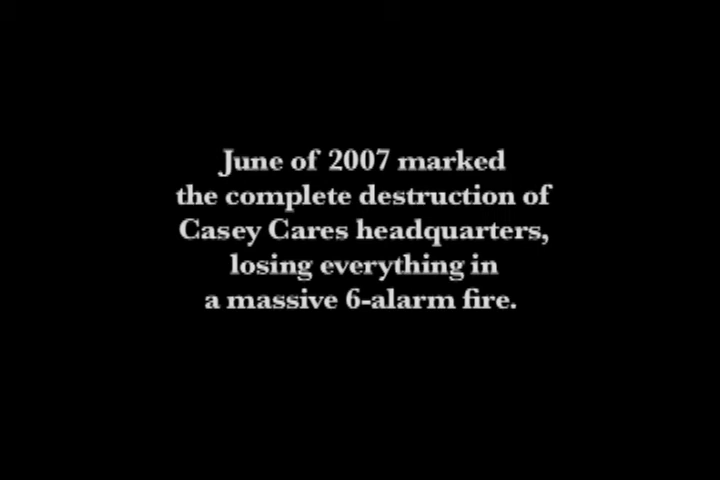 June of 2007 marked
the complete destruction of
Casey Cares headquarters,
losing everything in
a massive 6-alarm fire.